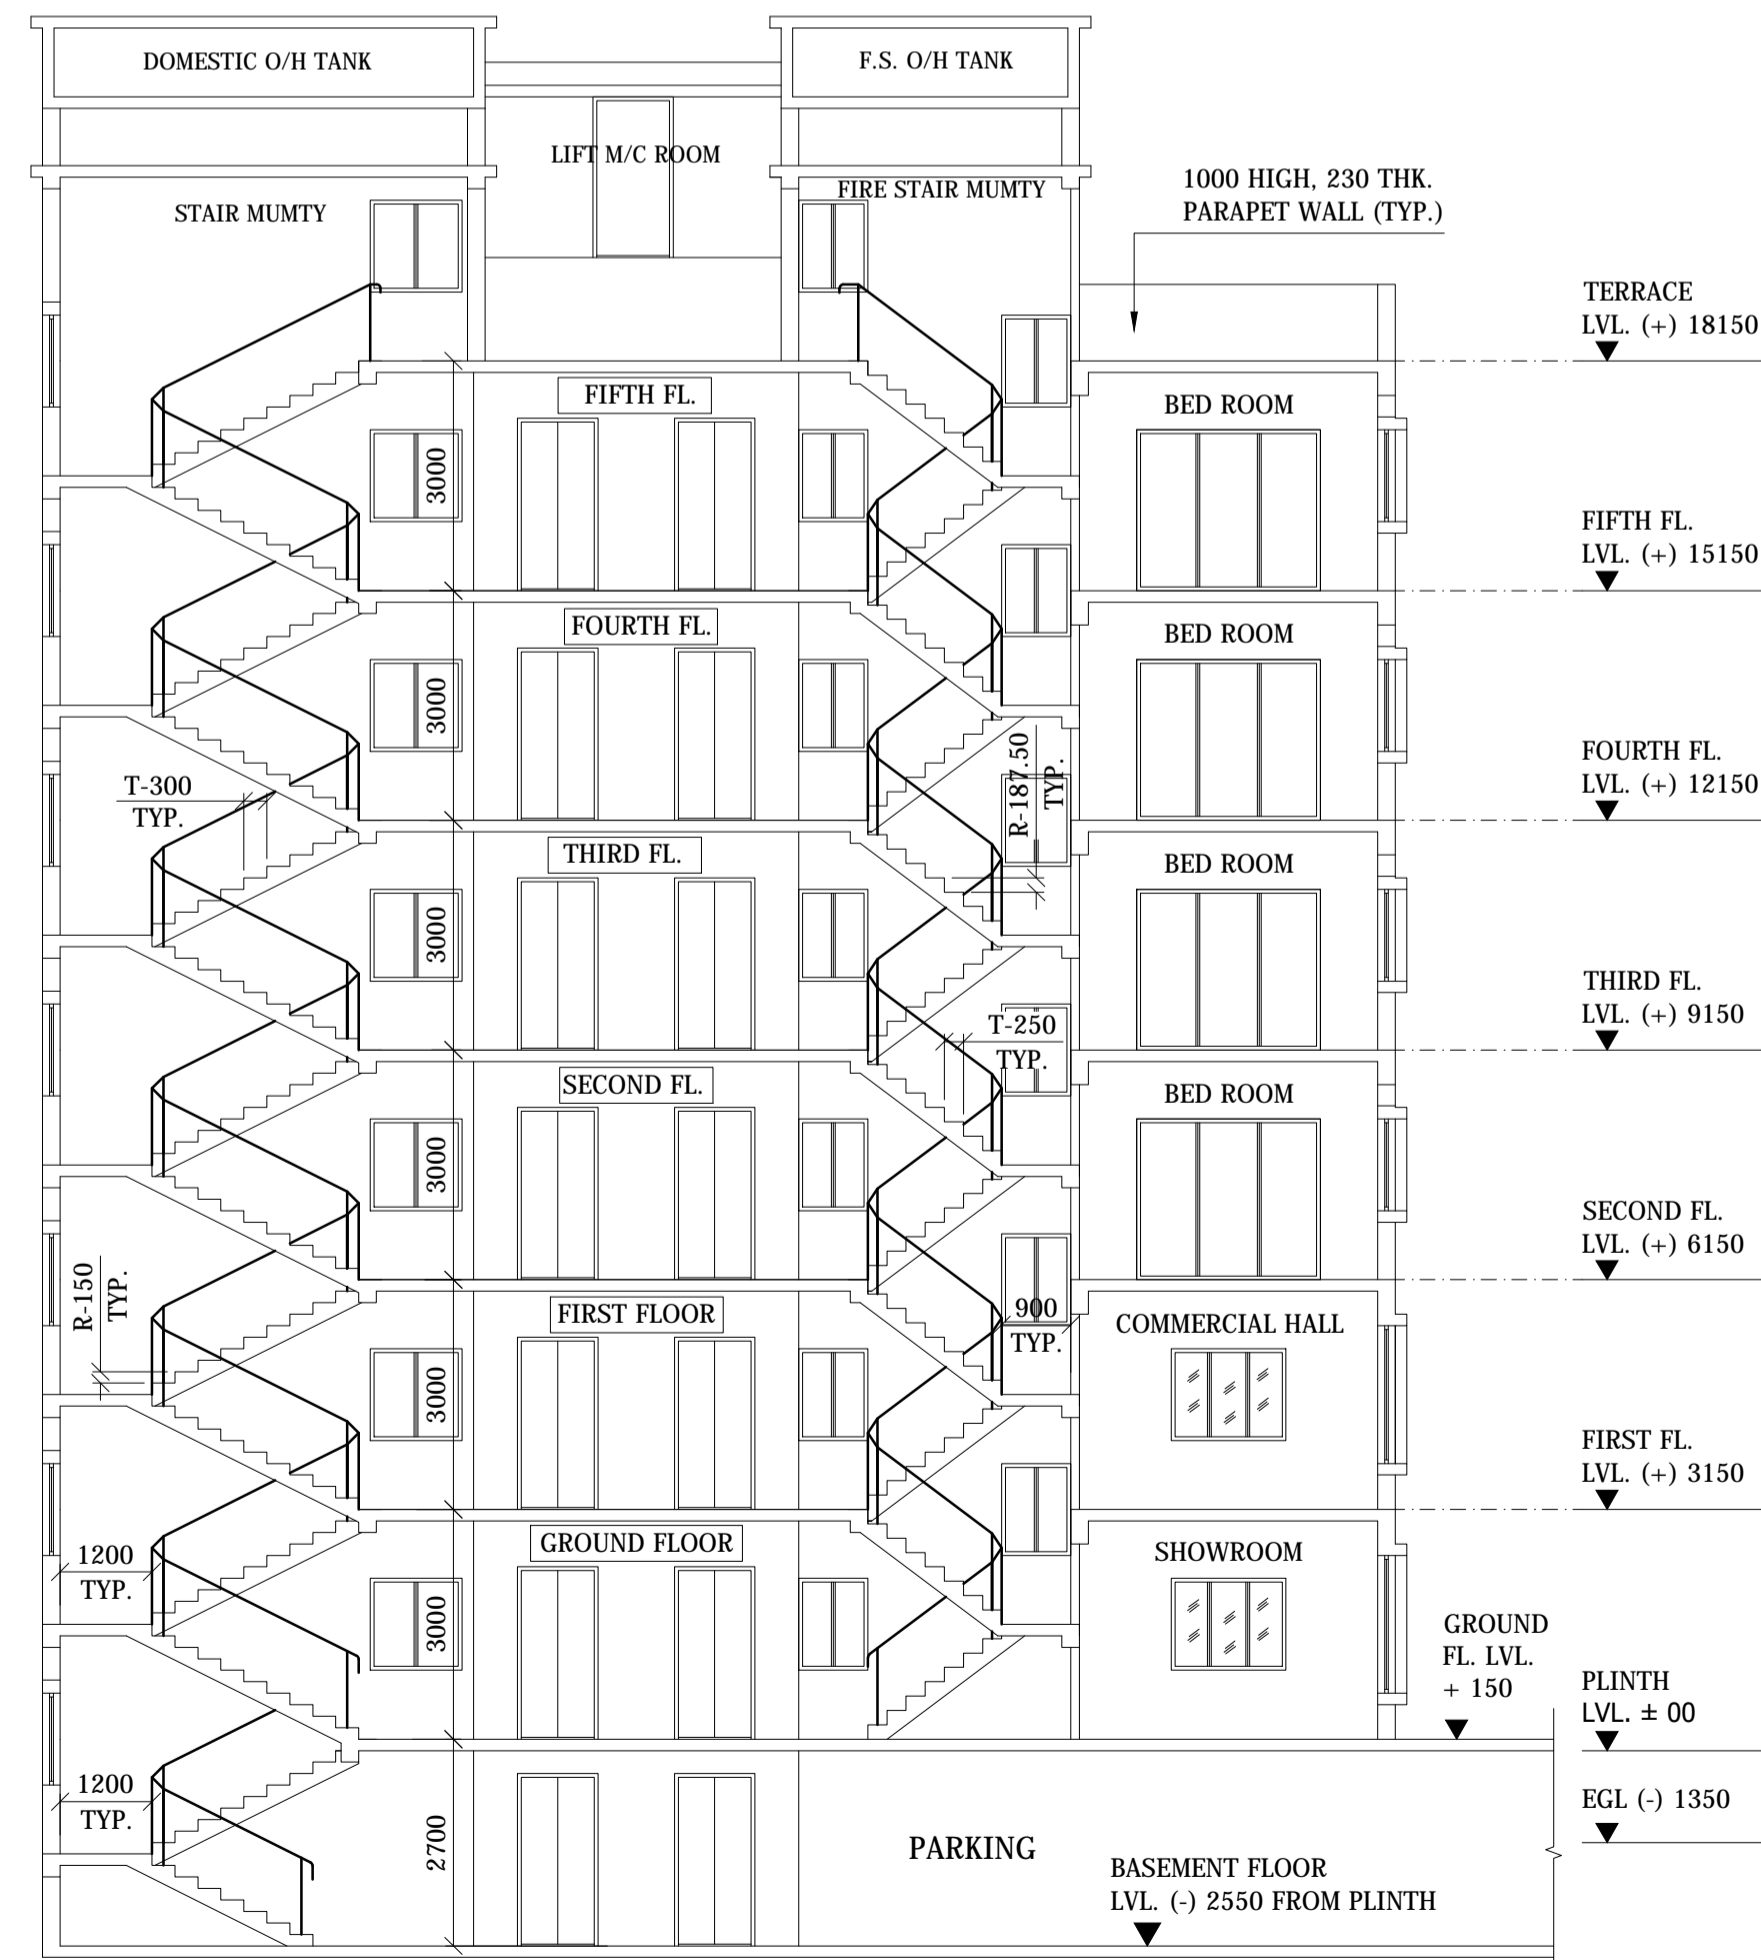 DOMESTIC O/H TANK
F.S. O/H TANK
LIFT M/C ROOM
STAIR MUMTY
FIRE STAIR MUMTY
1000 HIGH, 230 THK.
PARAPET WALL (TYP.)
TERRACE
LVL. (+) 18150
FIFTH FL.
BED ROOM
3000
FIFTH FL.
LVL. (+) 15150
FOURTH FL.
BED ROOM
3000
FOURTH FL.
LVL. (+) 12150
T-300
TYP.
R-187.50
TYP.
THIRD FL.
BED ROOM
3000
THIRD FL.
LVL. (+) 9150
T-250
TYP.
SECOND FL.
BED ROOM
3000
SECOND FL.
LVL. (+) 6150
R-150
TYP.
FIRST FLOOR
900
TYP.
COMMERCIAL HALL
3000
FIRST FL.
LVL. (+) 3150
GROUND FLOOR
SHOWROOM
1200
TYP.
3000
GROUND
FL. LVL.
+ 150
PLINTH
LVL. ± 00
1200
TYP.
2700
PARKING
EGL (-) 1350
BASEMENT FLOOR
LVL. (-) 2550 FROM PLINTH